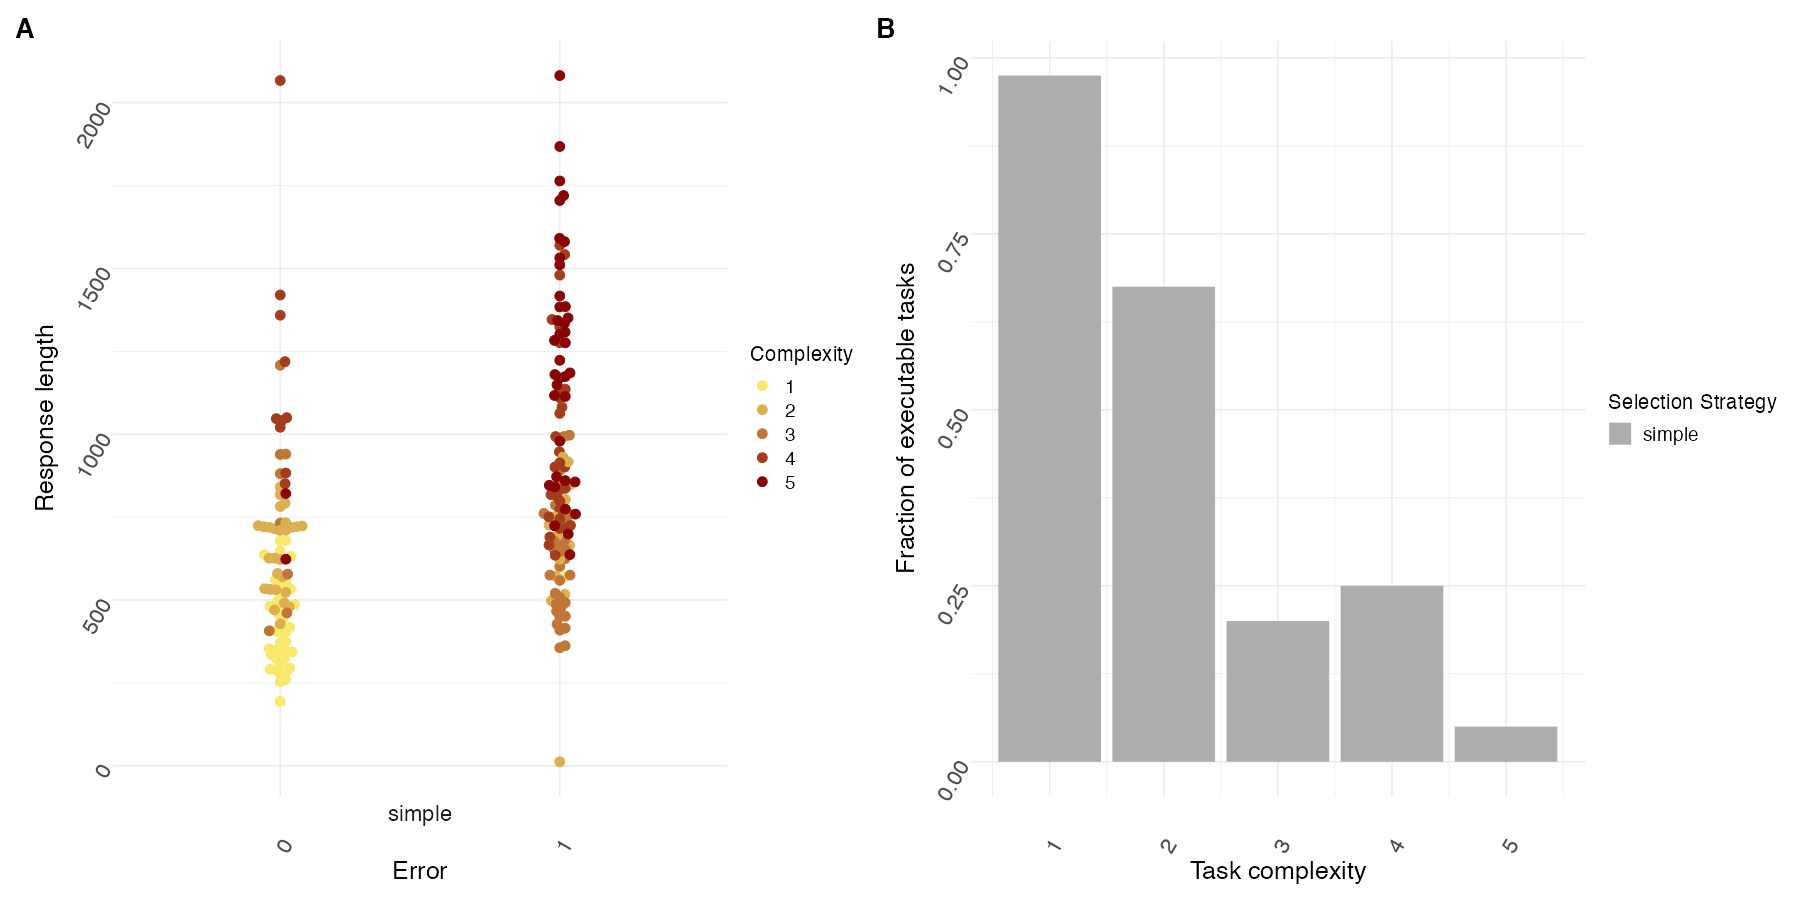 A
Response length
2000
1500
1000
500
0
simple
0
1
Error
Complexity
1
2
3
4
5
B
Fraction of executable tasks
1.00
0.75
0.50
0.25
0.00
1
2
3
4
5
Task complexity
Selection Strategy
simple